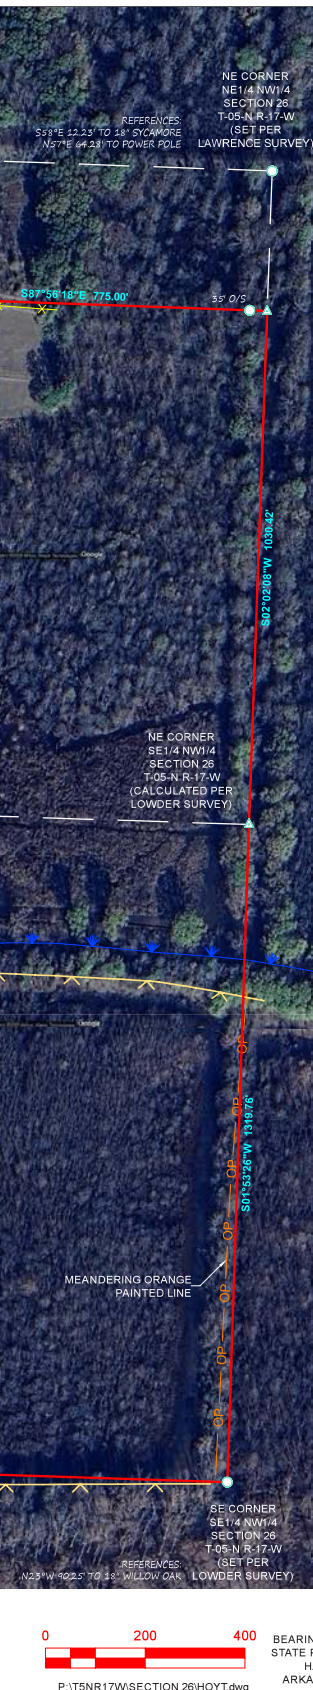 NE CORNER
NE1/4 NW1/4
SECTION 26
T-05-N R-17-W
(SET PER
LAWRENCE SURVEY)
REFERENCES:
S58°E 12.23' TO 18" SYCAMORE
N57°E 64.28' TO POWER POLE
S87°56'18"E 775.00'
35' O/S
S02°02'08"W 1030.42'
Google
NE CORNER
SE1/4 NW1/4
SECTION 26
T-05-N R-17-W
(CALCULATED PER
LOWDER SURVEY)
Google
OP
OP
S01°53'26"W 1319.76'
OP
OP
MEANDERING ORANGE
PAINTED LINE
OP
OP
OP
SE CORNER
SE1/4 NW1/4
SECTION 26
T-05-N R-17-W
(SET PER
LOWDER SURVEY)
REFERENCES:
N23°W 90.25' TO 18" WILLOW OAK
0 200 400
BEARIN
STATE P
H
ARKA
P:\T5NR17W\SECTION 26\HOYT.dwg